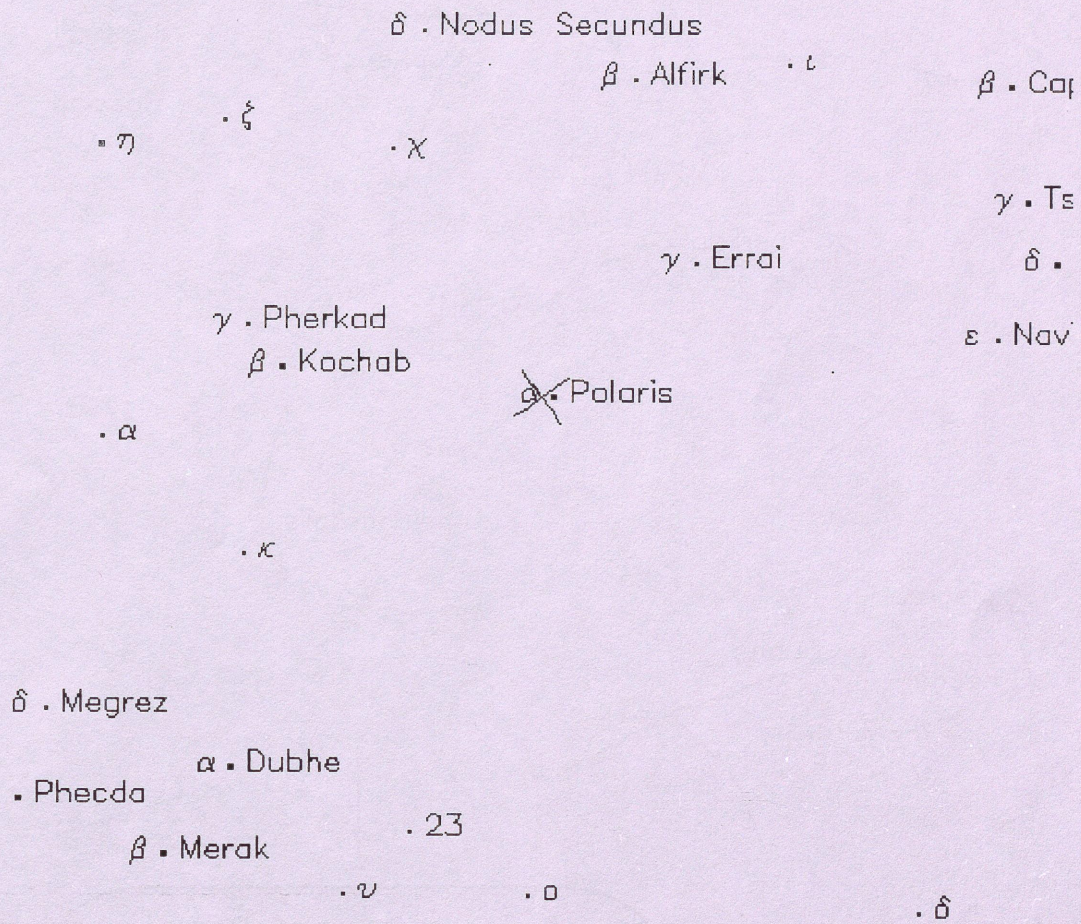 δ . Nodus Secundus
β . Alfirk
. ι
β . Cap
. ζ
. η
. χ
γ . Ts
γ . Errai
δ .
γ . Pherkad
ε . Nav
β . Kochab
α . Polaris
. α
. κ
δ . Megrez
α . Dubhe
. Phecda
. 23
β . Merak
. υ
. ο
. δ